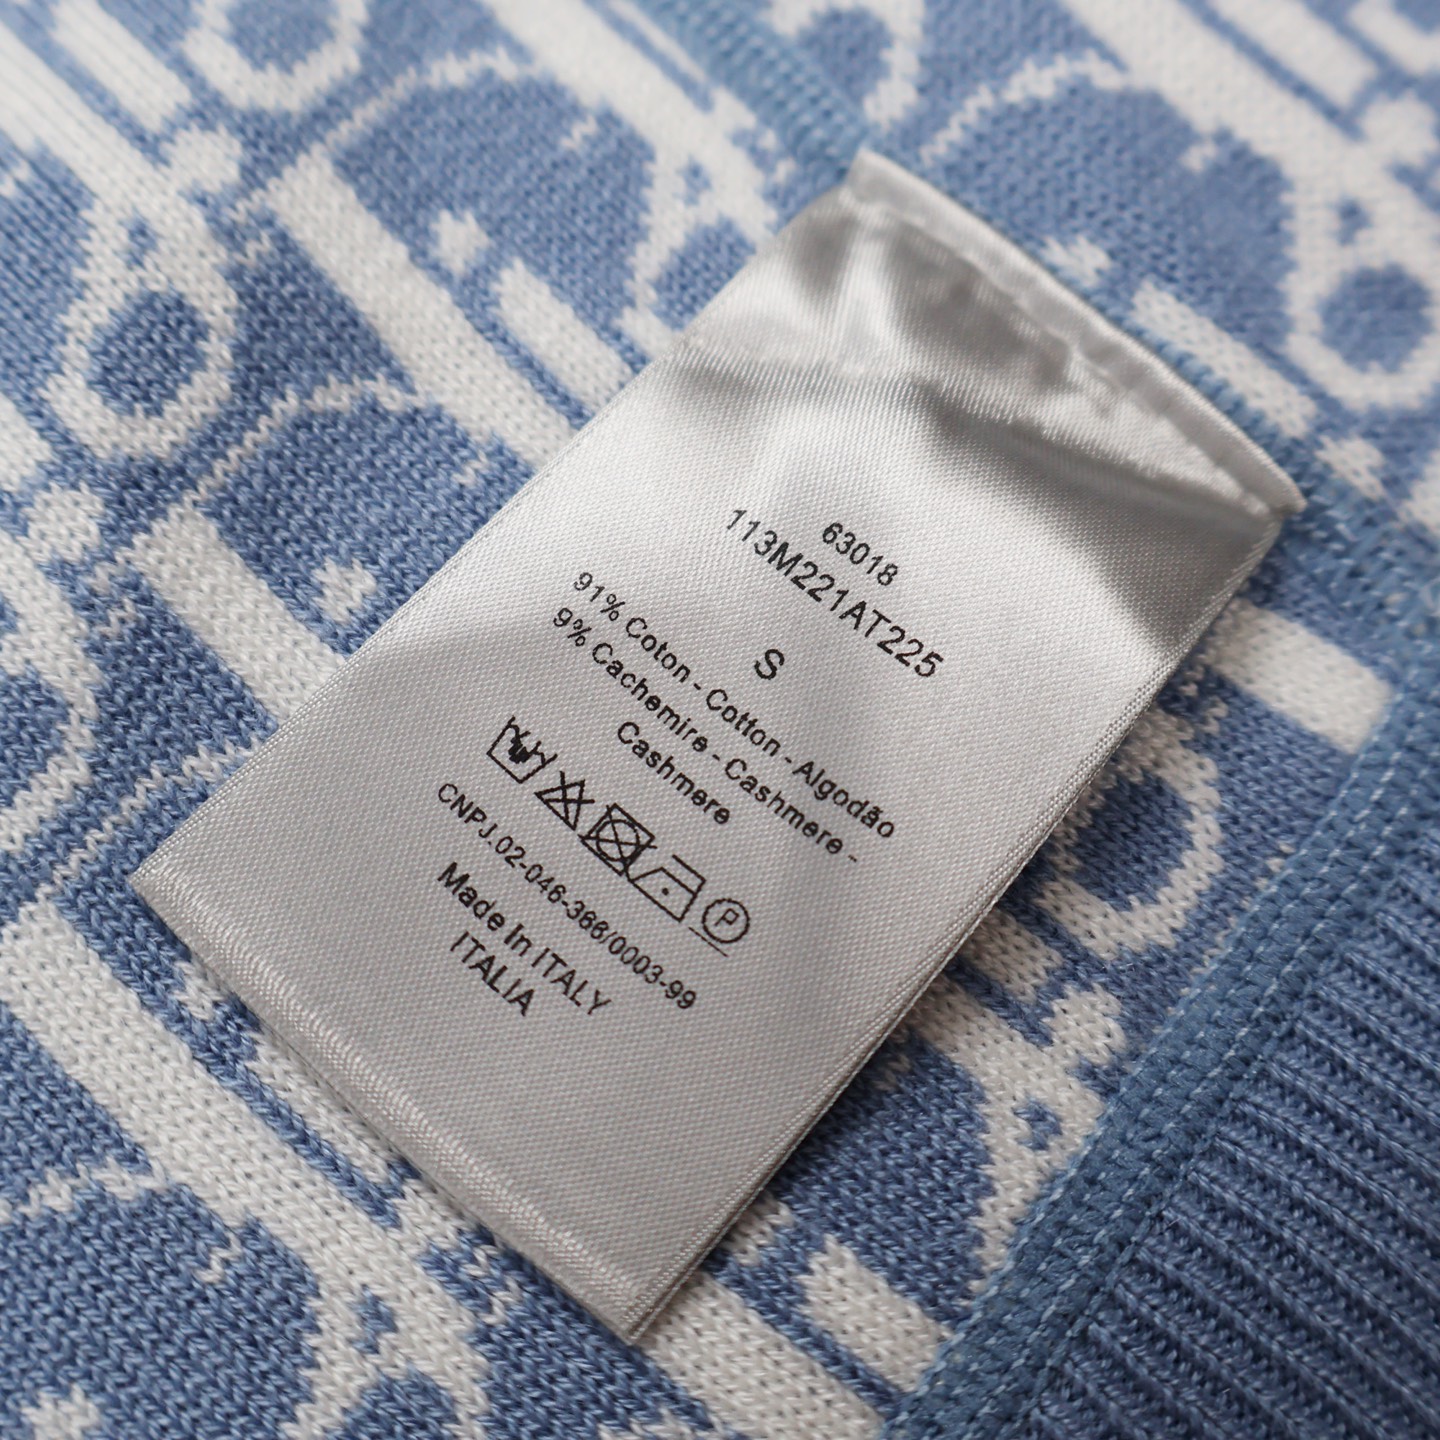 63018
113M221AT225
S
91% Coton - Cotton - Algodão
9% Cachemire - Cashmere -
Cashmere
P
CNPJ.02-046-366/0003-99
Made In ITALY
ITALIA